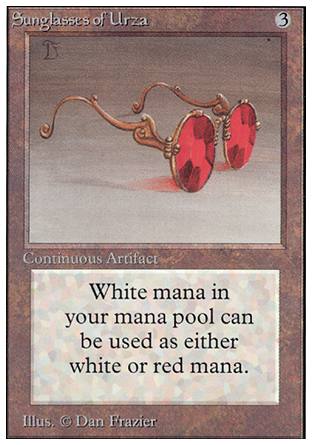 Sunglasses of Urza 3
Continuous Artifact
White mana in
your mana pool can
be used as either
white or red mana.
Illus. © Dan Frazier